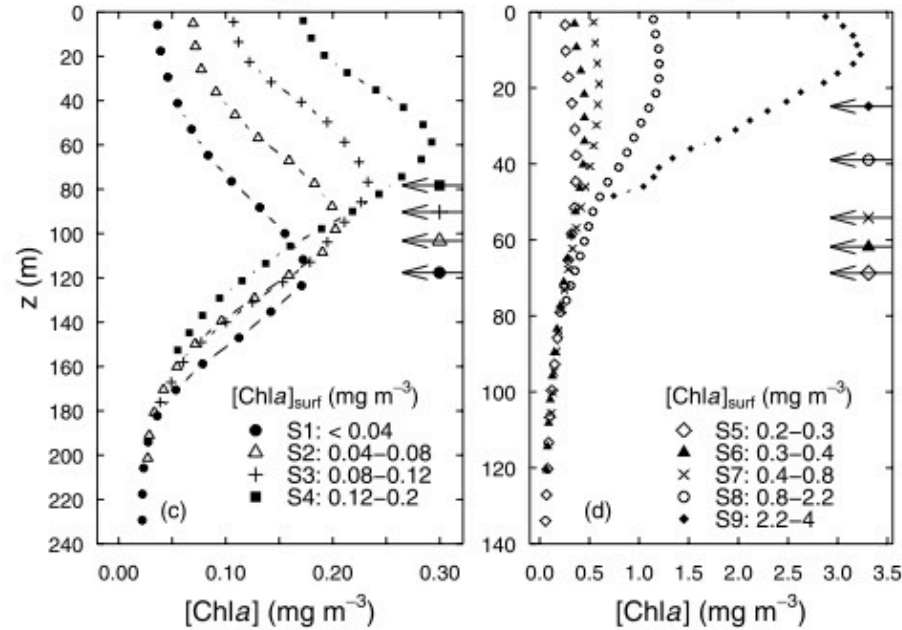 0
20
40
60
80
100
120
140
160
180
200
220
240
z (m)
0.00 0.10 0.20 0.30
[Chla] (mg m⁻³)
[Chla]surf (mg m⁻³)
S1: < 0.04
S2: 0.04–0.08
S3: 0.08–0.12
S4: 0.12–0.2
(c)
0
20
40
60
80
100
120
140
0.0 0.5 1.0 1.5 2.0 2.5 3.0 3.5
[Chla] (mg m⁻³)
[Chla]surf (mg m⁻³)
S5: 0.2–0.3
S6: 0.3–0.4
S7: 0.4–0.8
S8: 0.8–2.2
S9: 2.2–4
(d)